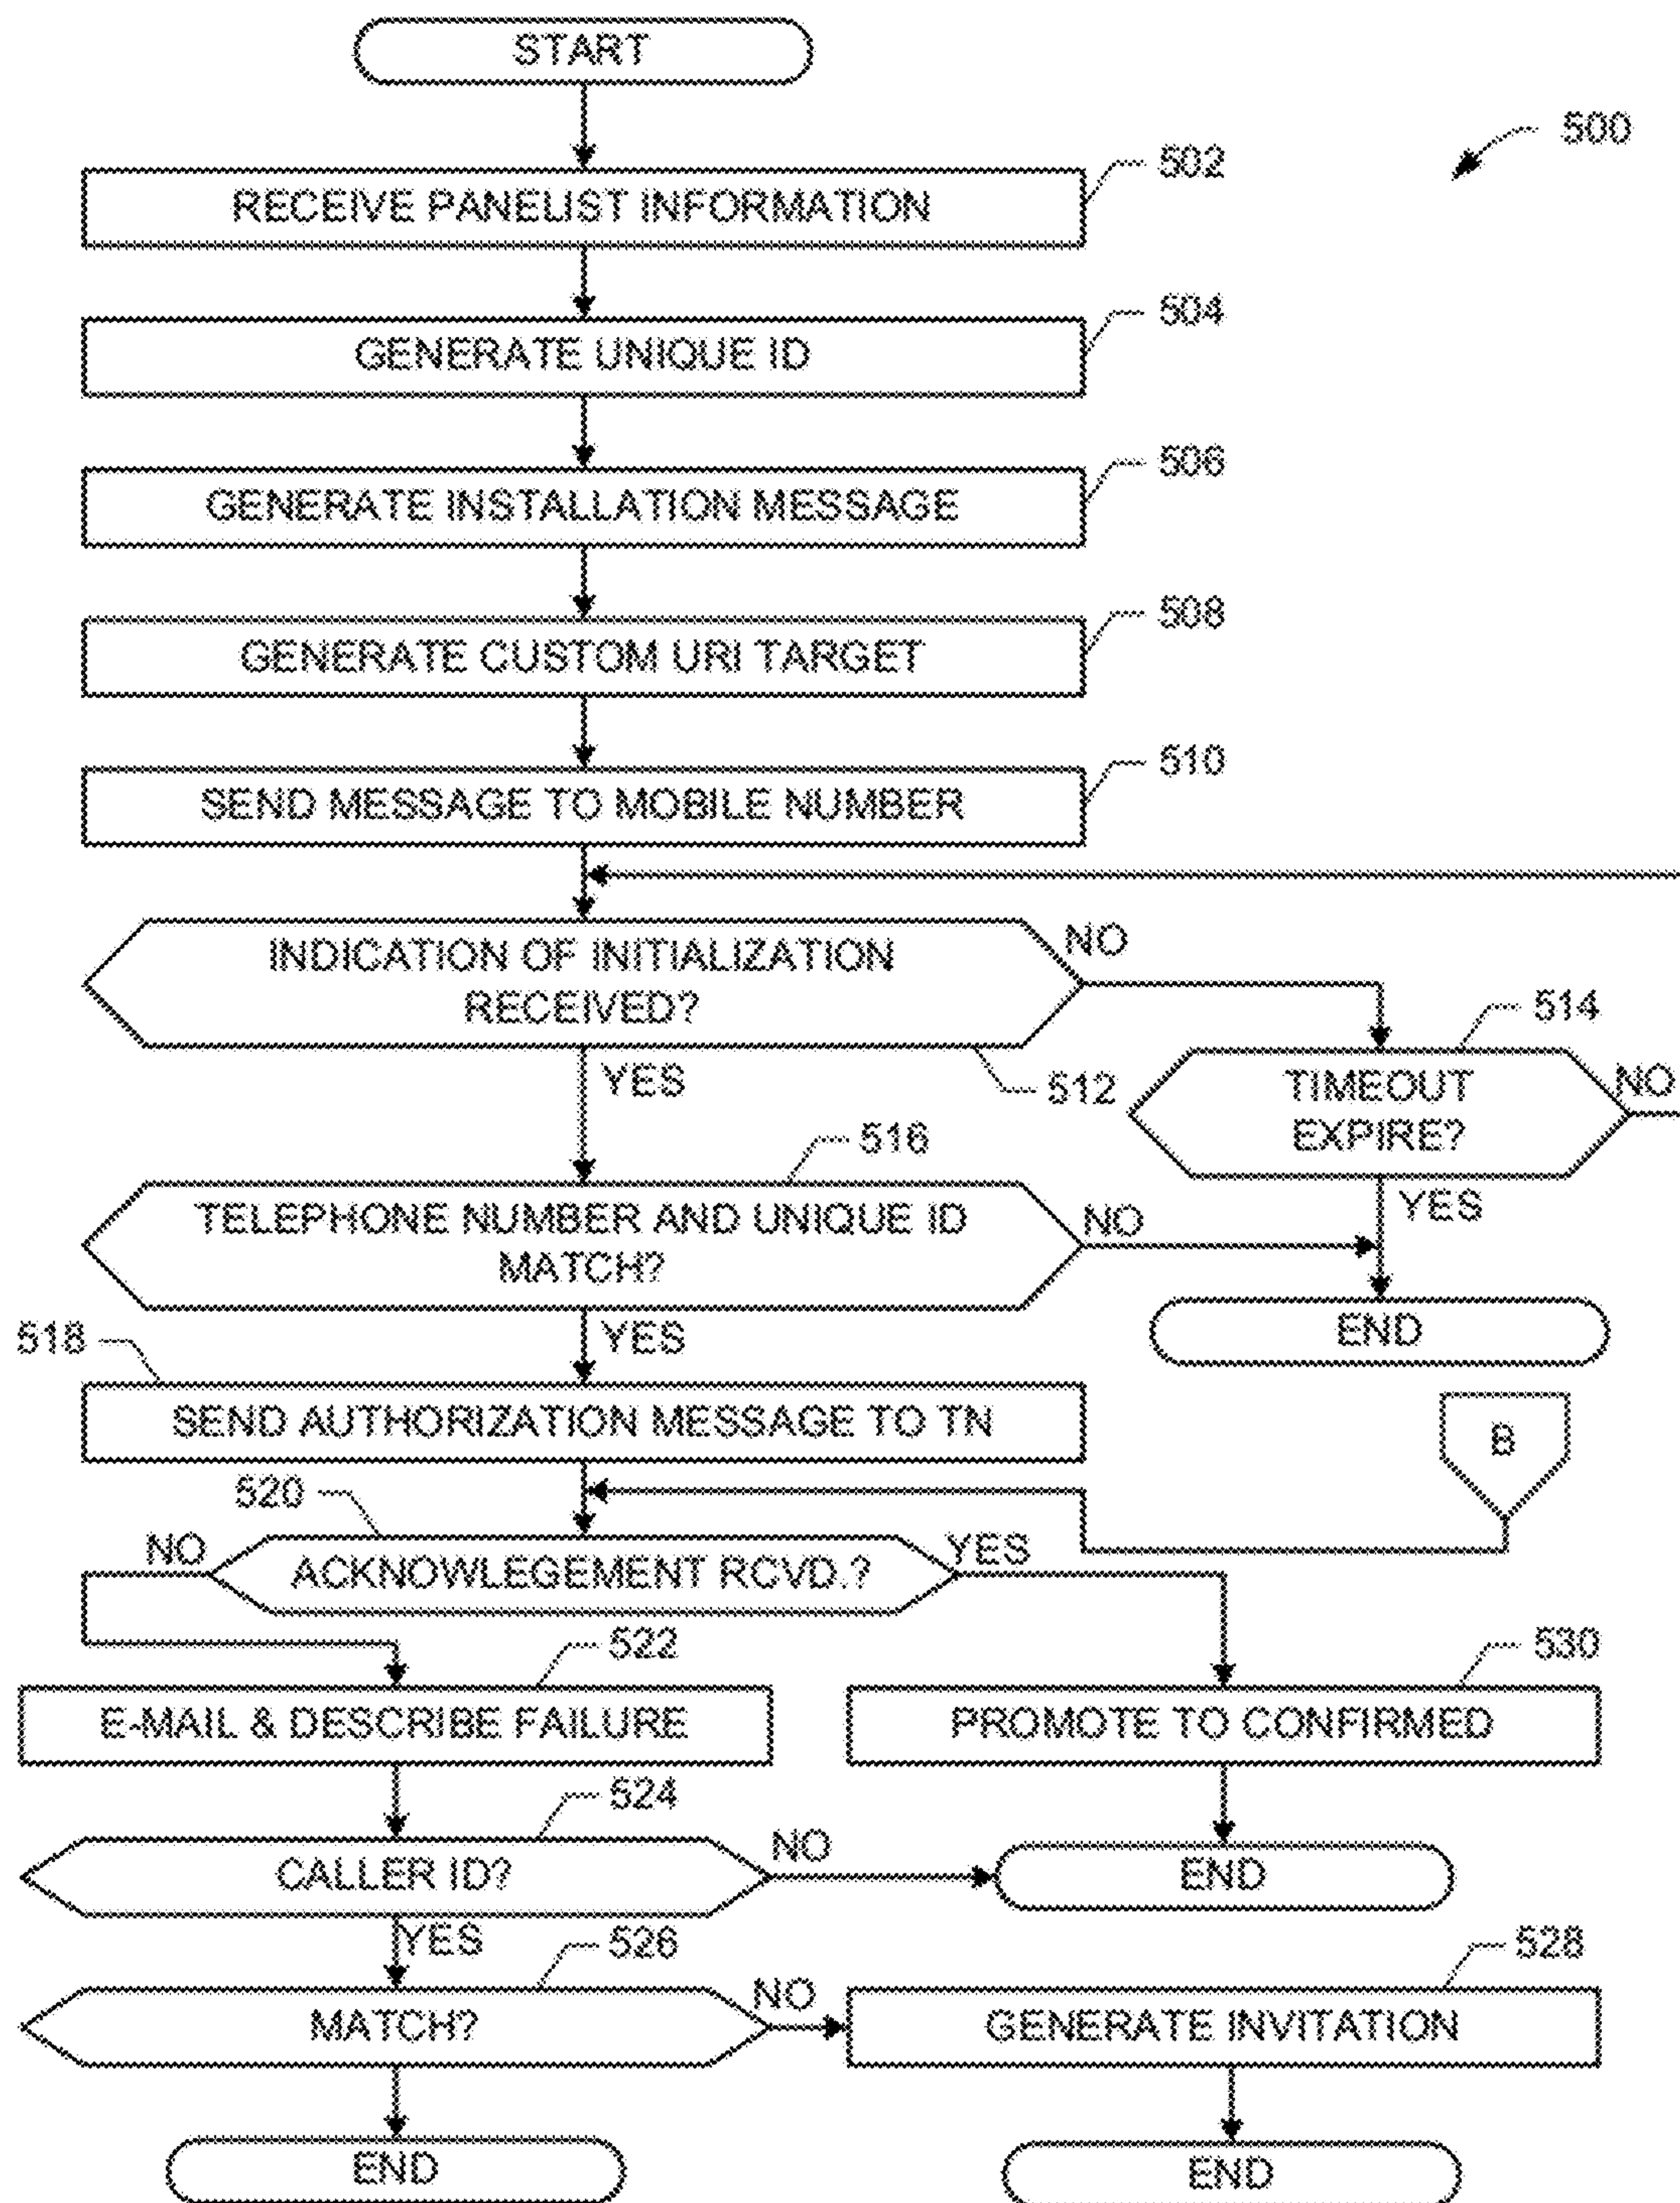 START
500
502
RECEIVE PANELIST INFORMATION
504
GENERATE UNIQUE ID
506
GENERATE INSTALLATION MESSAGE
508
GENERATE CUSTOM URI TARGET
510
SEND MESSAGE TO MOBILE NUMBER
INDICATION OF INITIALIZATION
RECEIVED?
NO
512
YES
514
TIMEOUT
EXPIRE?
NO
YES
516
TELEPHONE NUMBER AND UNIQUE ID
MATCH?
NO
YES
END
518
SEND AUTHORIZATION MESSAGE TO TN
B
520
NO
ACKNOWLEGEMENT RCVD.?
YES
522
E-MAIL & DESCRIBE FAILURE
530
PROMOTE TO CONFIRMED
524
CALLER ID?
NO
END
YES
526
MATCH?
NO
528
GENERATE INVITATION
END
END